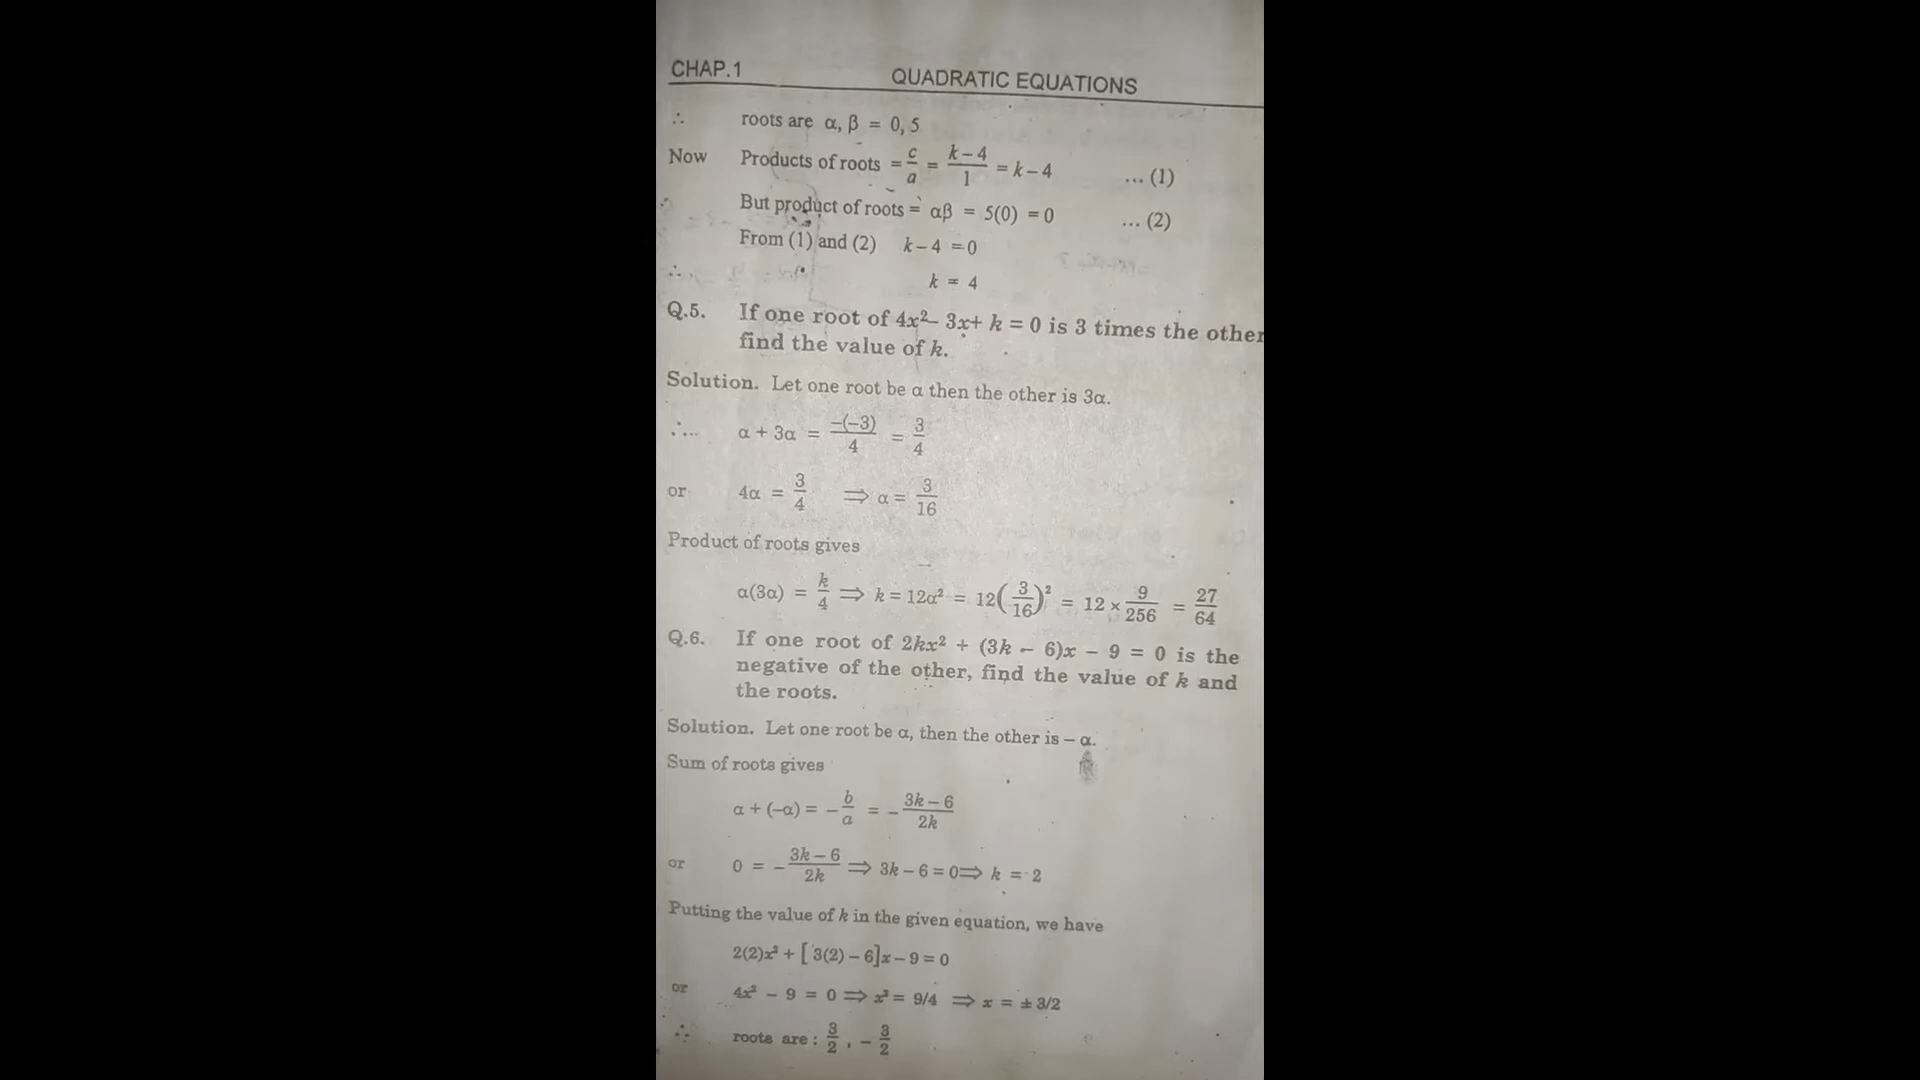 CHAP.1 QUADRATIC EQUATIONS
∴ roots are α, β = 0, 5
Now Products of roots = c/a = (k – 4)/1 = k – 4 ... (1)
But product of roots = αβ = 5(0) = 0 ... (2)
From (1) and (2) k – 4 = 0
∴ k = 4
Q.5. If one root of 4x² – 3x + k = 0 is 3 times the other
find the value of k.
Solution. Let one root be α then the other is 3α.
∴ α + 3α = –(–3)/4 = 3/4
or 4α = 3/4 ⟹ α = 3/16
Product of roots gives
α(3α) = k/4 ⟹ k = 12α² = 12(3/16)² = 12 × 9/256 = 27/64
Q.6. If one root of 2kx² + (3k – 6)x – 9 = 0 is the
negative of the other, find the value of k and
the roots.
Solution. Let one root be α, then the other is – α.
Sum of roots gives
α + (–α) = – b/a = – (3k – 6)/2k
or 0 = – (3k – 6)/2k ⟹ 3k – 6 = 0 ⟹ k = 2
Putting the value of k in the given equation, we have
2(2)x² + [3(2) – 6]x – 9 = 0
or 4x² – 9 = 0 ⟹ x² = 9/4 ⟹ x = ± 3/2
∴ roots are : 3/2 , – 3/2